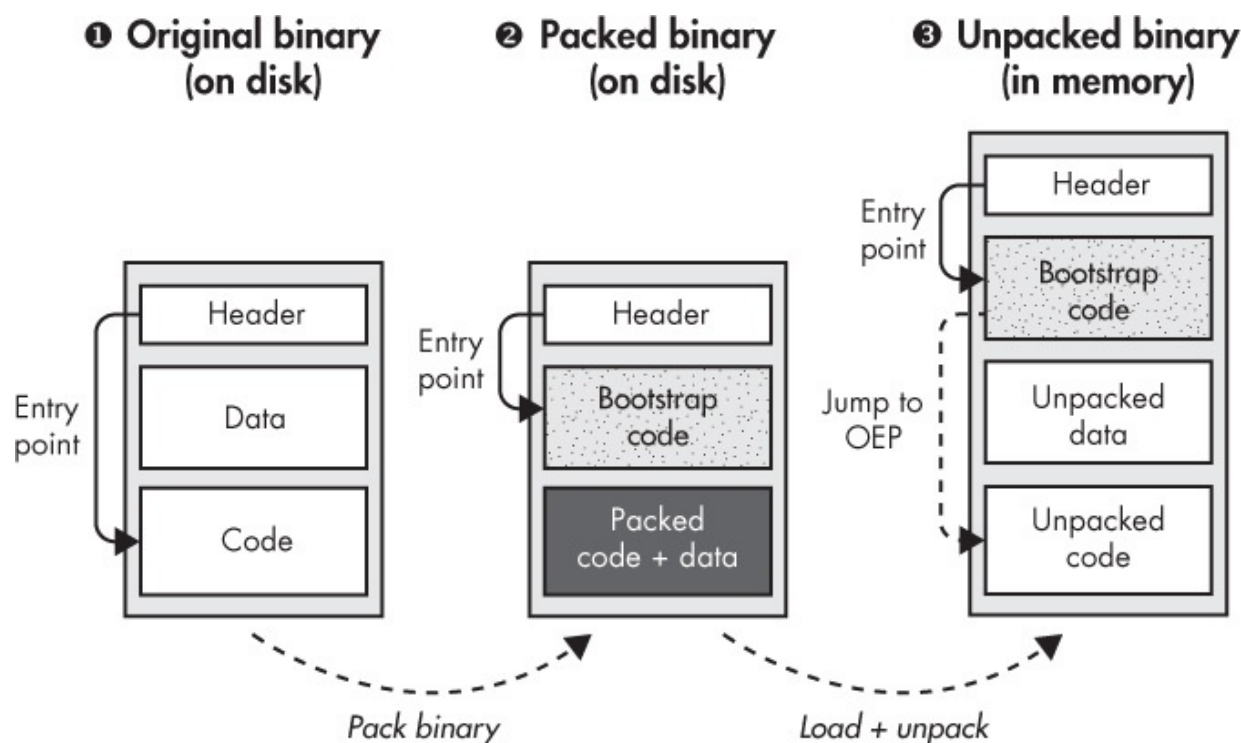 ❶ Original binary
(on disk)
❷ Packed binary
(on disk)
❸ Unpacked binary
(in memory)
Header
Data
Code
Entry
point
Header
Bootstrap
code
Packed
code + data
Entry
point
Header
Bootstrap
code
Unpacked
data
Unpacked
code
Entry
point
Jump to
OEP
Pack binary
Load + unpack